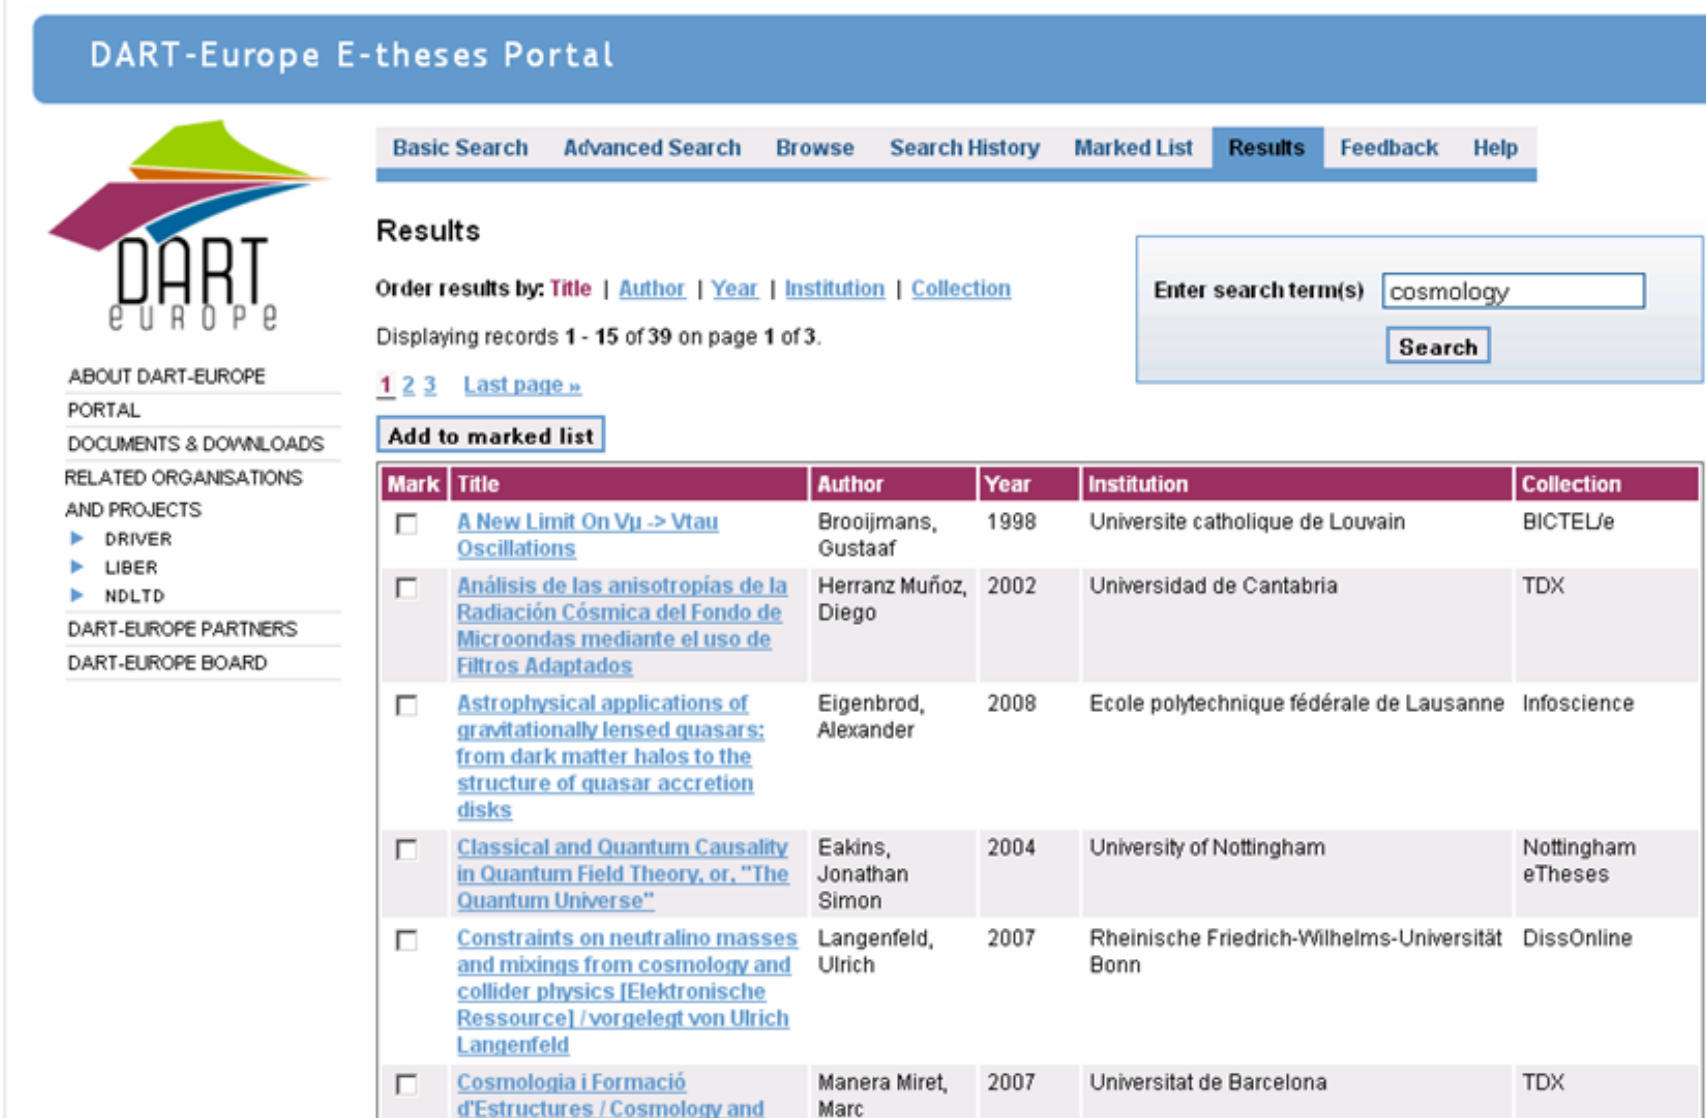 DART-Europe E-theses Portal
DART
europe
Basic Search Advanced Search Browse Search History Marked List Results Feedback Help
ABOUT DART-EUROPE
PORTAL
DOCUMENTS & DOWNLOADS
RELATED ORGANISATIONS
AND PROJECTS
DRIVER
LIBER
NDLTD
DART-EUROPE PARTNERS
DART-EUROPE BOARD
Results
Order results by: Title | Author | Year | Institution | Collection
Displaying records 1 - 15 of 39 on page 1 of 3.
1 2 3 Last page »
Enter search term(s) cosmology
Search
Add to marked list
Mark Title Author Year Institution Collection
A New Limit On Vµ -> Vtau Brooijmans, 1998 Universite catholique de Louvain BICTEL/e
Oscillations Gustaaf
Análisis de las anisotropías de la Herranz Muñoz, 2002 Universidad de Cantabria TDX
Radiación Cósmica del Fondo de Diego
Microondas mediante el uso de
Filtros Adaptados
Astrophysical applications of Eigenbrod, 2008 Ecole polytechnique fédérale de Lausanne Infoscience
gravitationally lensed quasars: Alexander
from dark matter halos to the
structure of quasar accretion
disks
Classical and Quantum Causality Eakins, 2004 University of Nottingham Nottingham
in Quantum Field Theory, or, "The Jonathan eTheses
Quantum Universe" Simon
Constraints on neutralino masses Langenfeld, 2007 Rheinische Friedrich-Wilhelms-Universität DissOnline
and mixings from cosmology and Ulrich Bonn
collider physics [Elektronische
Ressource] / vorgelegt von Ulrich
Langenfeld
Cosmologia i Formació Manera Miret, 2007 Universitat de Barcelona TDX
d'Estructures / Cosmology and Marc